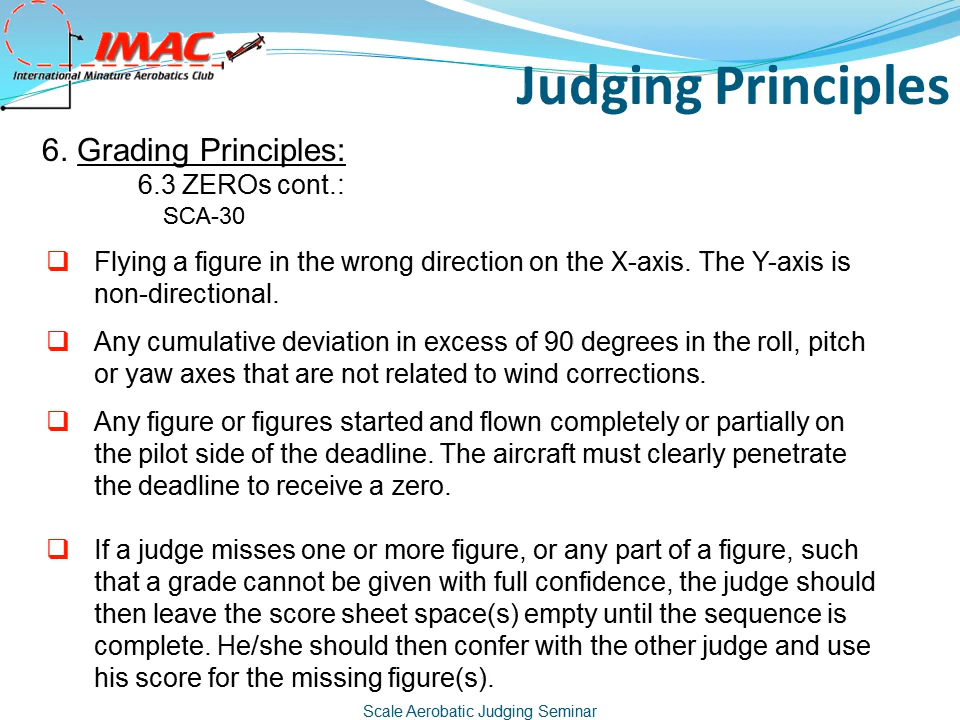 IMAC
International Minature Aerobatics Club
Judging Principles
6. Grading Principles:
6.3 ZEROs cont.:
SCA-30
Flying a figure in the wrong direction on the X-axis. The Y-axis is
non-directional.
Any cumulative deviation in excess of 90 degrees in the roll, pitch
or yaw axes that are not related to wind corrections.
Any figure or figures started and flown completely or partially on
the pilot side of the deadline. The aircraft must clearly penetrate
the deadline to receive a zero.
If a judge misses one or more figure, or any part of a figure, such
that a grade cannot be given with full confidence, the judge should
then leave the score sheet space(s) empty until the sequence is
complete. He/she should then confer with the other judge and use
his score for the missing figure(s).
Scale Aerobatic Judging Seminar